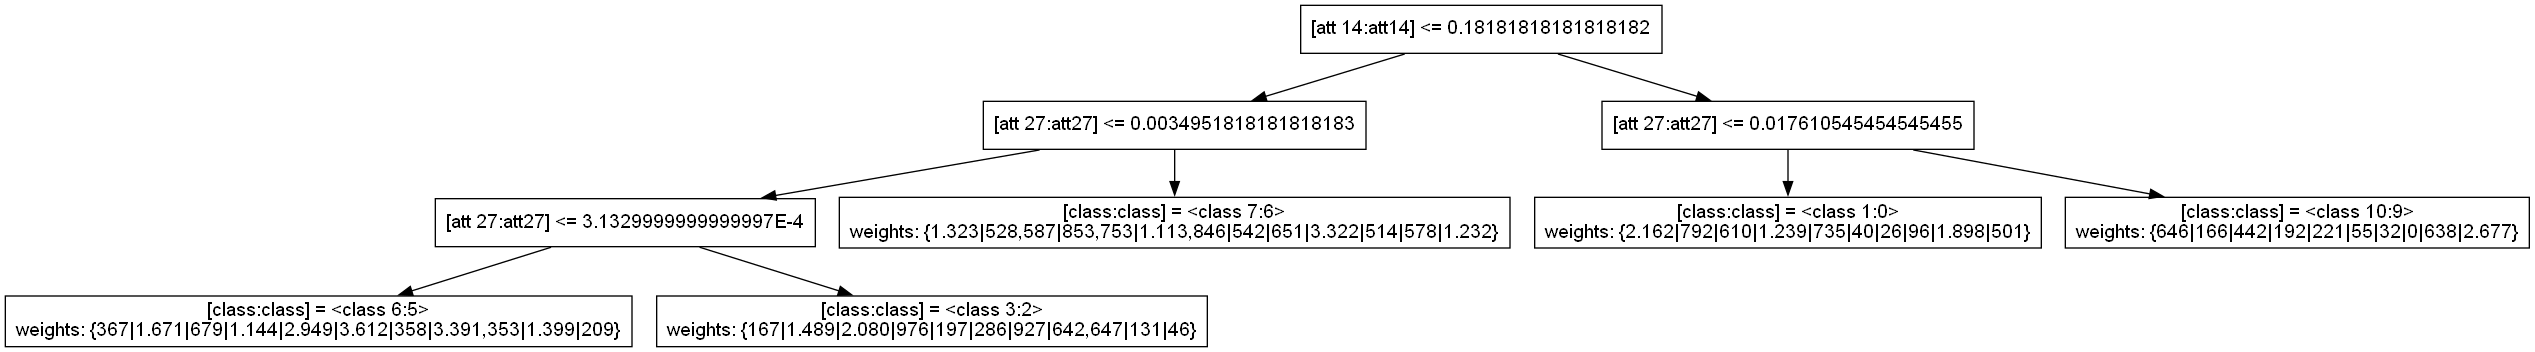 [att 14:att14] <= 0.18181818181818182
[att 27:att27] <= 0.0034951818181818183
[att 27:att27] <= 0.017610545454545455
[att 27:att27] <= 3.1329999999999997E-4
[class:class] = <class 7:6>
weights: {1.323|528,587|853,753|1.113,846|542|651|3.322|514|578|1.232}
[class:class] = <class 1:0>
weights: {2.162|792|610|1.239|735|40|26|96|1.898|501}
[class:class] = <class 10:9>
weights: {646|166|442|192|221|55|32|0|638|2.677}
[class:class] = <class 6:5>
weights: {367|1.671|679|1.144|2.949|3.612|358|3.391,353|1.399|209}
[class:class] = <class 3:2>
weights: {167|1.489|2.080|976|197|286|927|642,647|131|46}